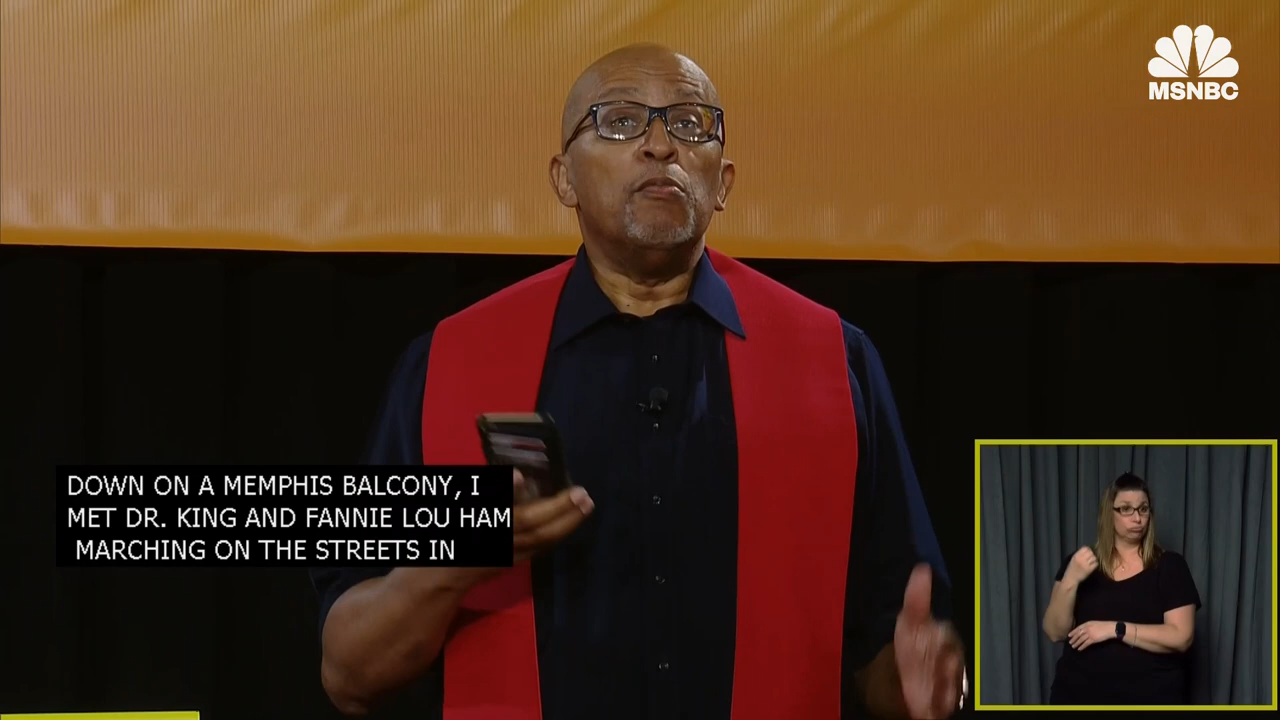 MSNBC
DOWN ON A MEMPHIS BALCONY, I
MET DR. KING AND FANNIE LOU HAM
MARCHING ON THE STREETS IN